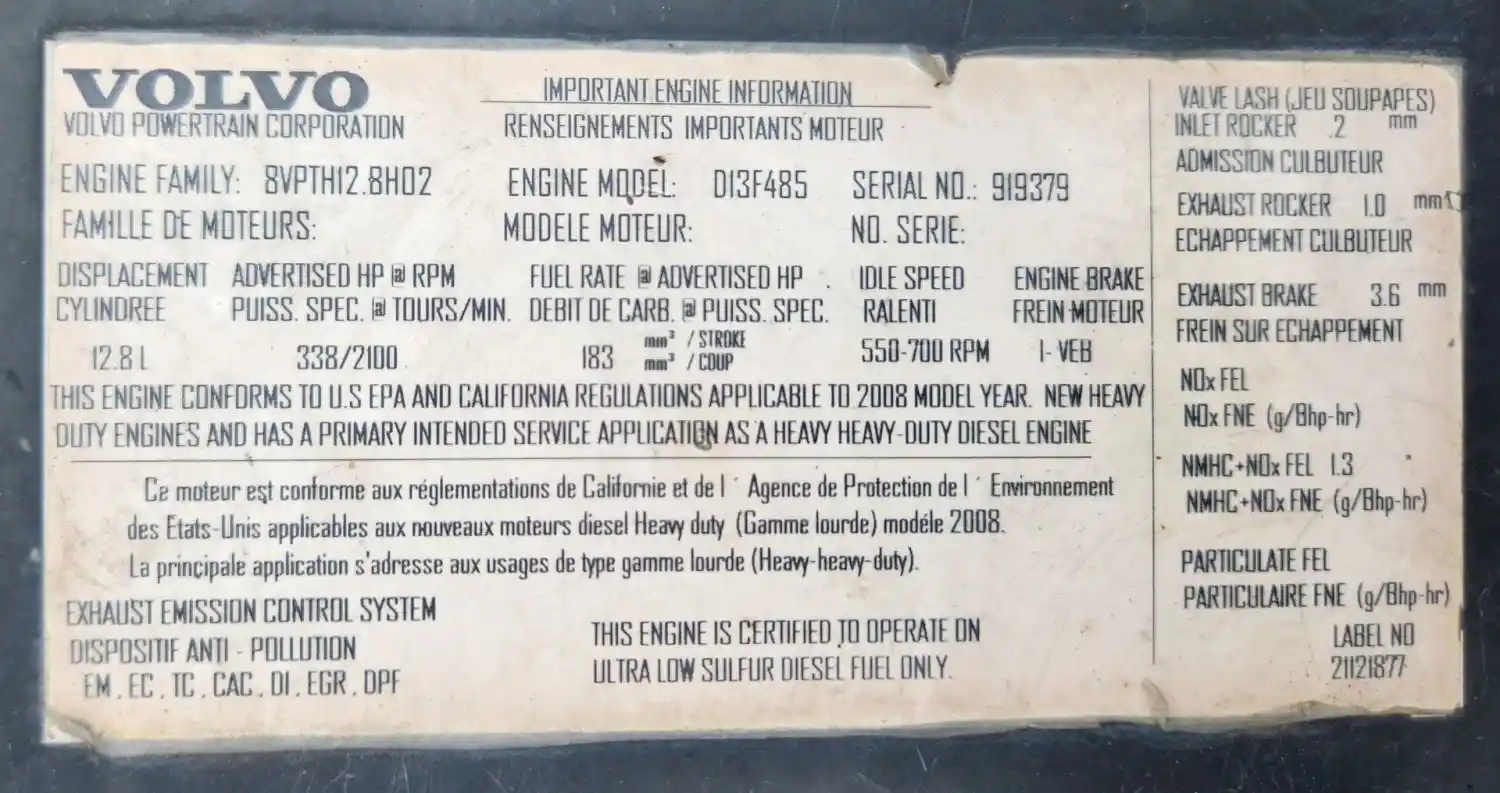 VOLVO
VOLVO POWERTRAIN CORPORATION
IMPORTANT ENGINE INFORMATION
RENSEIGNEMENTS IMPORTANTS MOTEUR
ENGINE FAMILY: 8VPTH12.8H02 ENGINE MODEL: D13F485 SERIAL NO.: 919379
FAMILLE DE MOTEURS: MODELE MOTEUR: NO. SERIE:
DISPLACEMENT ADVERTISED HP @ RPM FUEL RATE @ ADVERTISED HP . IDLE SPEED ENGINE BRAKE
CYLINDREE PUISS. SPEC. @ TOURS/MIN. DEBIT DE CARB. @ PUISS. SPEC. RALENTI FREIN MOTEUR
12.8 L 338/2100 183 mm³ / STROKE 550-700 RPM I-VEB
mm³ / COUP
THIS ENGINE CONFORMS TO U.S EPA AND CALIFORNIA REGULATIONS APPLICABLE TO 2008 MODEL YEAR. NEW HEAVY
DUTY ENGINES AND HAS A PRIMARY INTENDED SERVICE APPLICATION AS A HEAVY HEAVY-DUTY DIESEL ENGINE
Ce moteur est conforme aux réglementations de Californie et de l ' Agence de Protection de l ' Environnement
des Etats-Unis applicables aux nouveaux moteurs diesel Heavy duty (Gamme lourde) modéle 2008.
La principale application s'adresse aux usages de type gamme lourde (Heavy-heavy-duty).
EXHAUST EMISSION CONTROL SYSTEM
DISPOSITIF ANTI - POLLUTION
EM , EC , TC , CAC , DI , EGR , DPF
THIS ENGINE IS CERTIFIED TO OPERATE ON
ULTRA LOW SULFUR DIESEL FUEL ONLY.
VALVE LASH (JEU SOUPAPES)
INLET ROCKER .2 mm
ADMISSION CULBUTEUR
EXHAUST ROCKER 1.0 mm
ECHAPPEMENT CULBUTEUR
EXHAUST BRAKE 3.6 mm
FREIN SUR ECHAPPEMENT
NOx FEL
NOx FNE (g/Bhp-hr)
NMHC+NOx FEL 1.3
NMHC+NOx FNE (g/Bhp-hr)
PARTICULATE FEL
PARTICULAIRE FNE (g/Bhp-hr)
LABEL NO
21121877